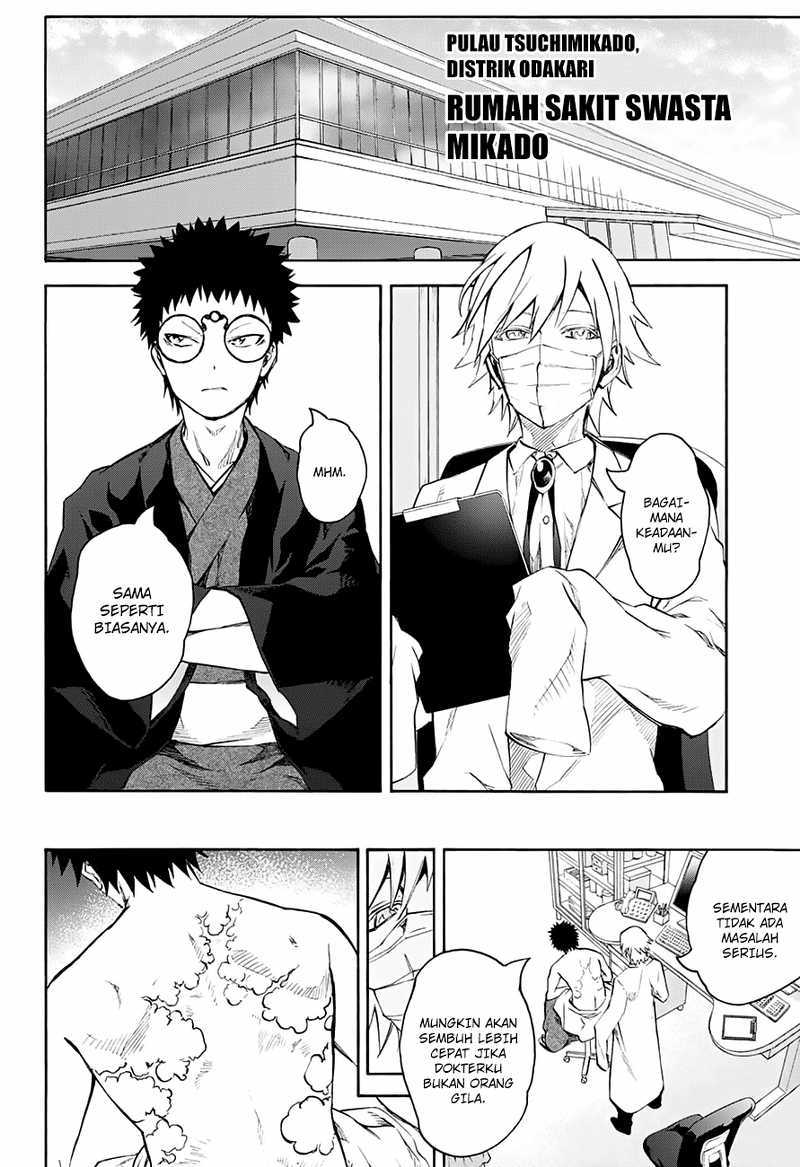 PULAU TSUCHIMIKADO,
DISTRIK ODAKARI
RUMAH SAKIT SWASTA
MIKADO
BAGAI-
MANA
KEADAAN-
MU?
MHM.
SAMA
SEPERTI
BIASANYA.
SEMENTARA
TIDAK ADA
MASALAH
SERIUS.
MUNGKIN AKAN
SEMBUH LEBIH
CEPAT JIKA
DOKTERKU
BUKAN ORANG
GILA.